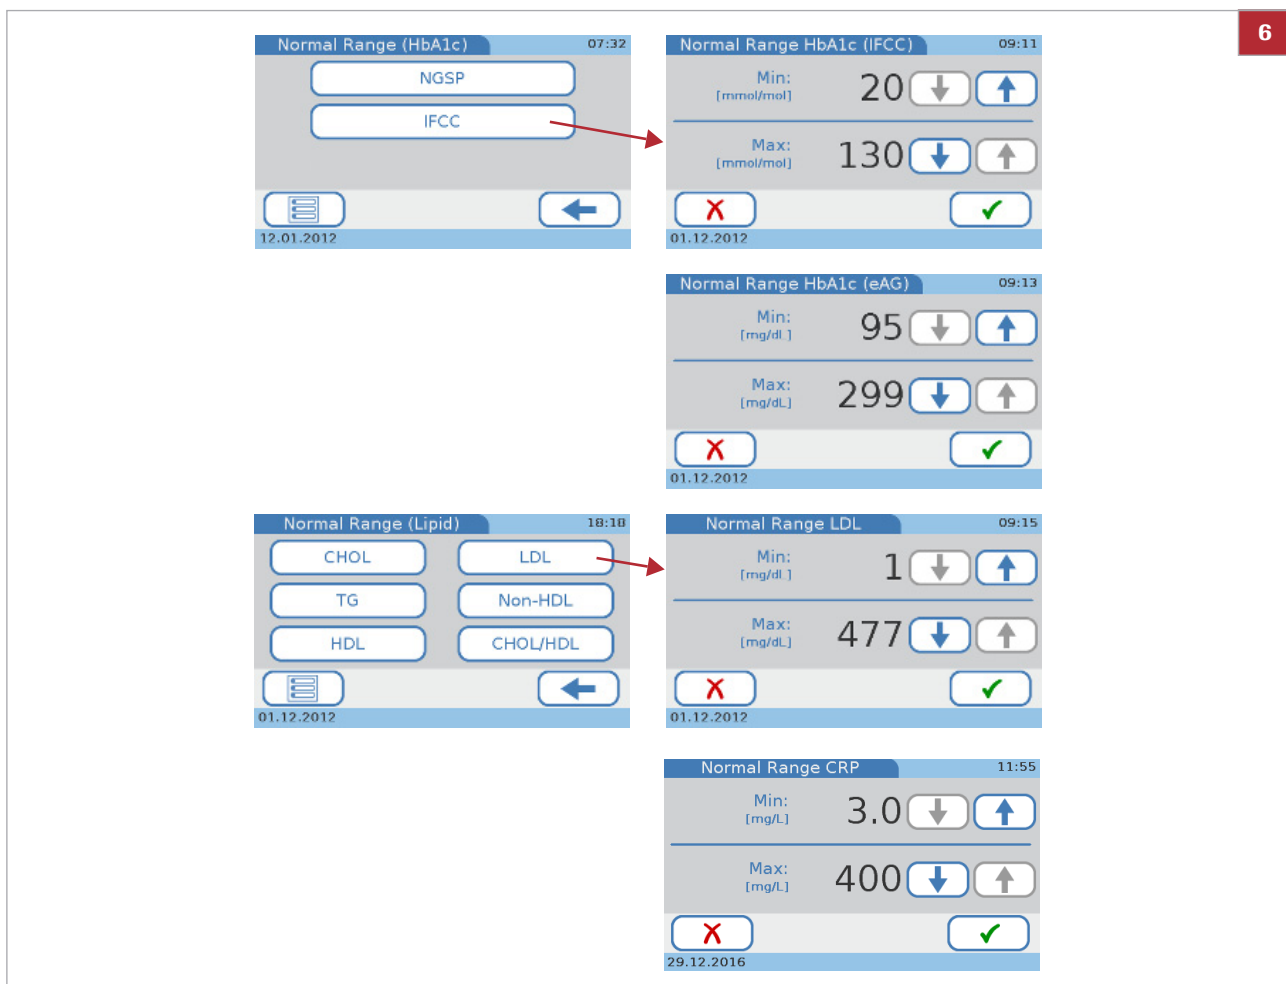 6
Normal Range (HbA1c) 07:32
NGSP
IFCC
12.01.2012
Normal Range HbA1c (IFCC) 09:11
Min: 20
[mmol/mol]
Max: 130
[mmol/mol]
01.12.2012
Normal Range HbA1c (eAG) 09:13
Min: 95
[mg/dL]
Max: 299
[mg/dL]
01.12.2012
Normal Range (Lipid) 18:18
CHOL LDL
TG Non-HDL
HDL CHOL/HDL
01.12.2012
Normal Range LDL 09:15
Min: 1
[mg/dL]
Max: 477
[mg/dL]
01.12.2012
Normal Range CRP 11:55
Min: 3.0
[mg/L]
Max: 400
[mg/L]
29.12.2016